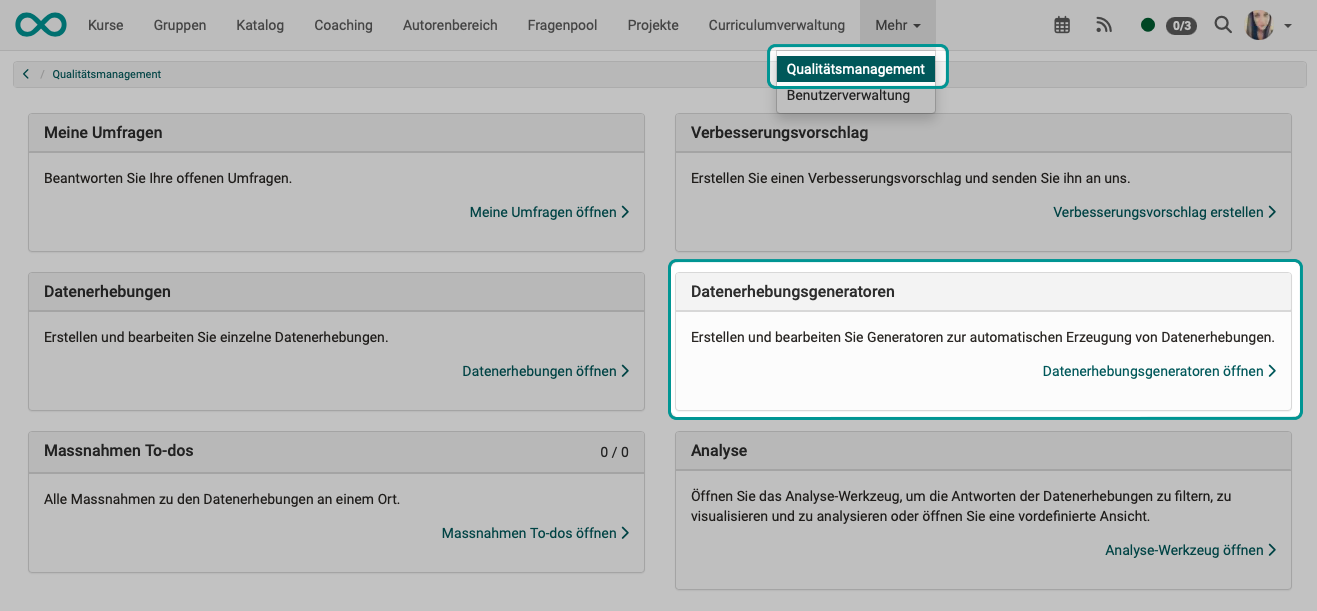 Kurse Gruppen Katalog Coaching Autorenbereich Fragenpool Projekte Curriculumverwaltung Mehr 0/3
/ Qualitätsmanagement
Qualitätsmanagement
Benutzerverwaltung
Meine Umfragen
Beantworten Sie Ihre offenen Umfragen.
Meine Umfragen öffnen
Verbesserungsvorschlag
Erstellen Sie einen Verbesserungsvorschlag und senden Sie ihn an uns.
Verbesserungsvorschlag erstellen
Datenerhebungen
Erstellen und bearbeiten Sie einzelne Datenerhebungen.
Datenerhebungen öffnen
Datenerhebungsgeneratoren
Erstellen und bearbeiten Sie Generatoren zur automatischen Erzeugung von Datenerhebungen.
Datenerhebungsgeneratoren öffnen
Massnahmen To-dos 0 / 0
Alle Massnahmen zu den Datenerhebungen an einem Ort.
Massnahmen To-dos öffnen
Analyse
Öffnen Sie das Analyse-Werkzeug, um die Antworten der Datenerhebungen zu filtern, zu
visualisieren und zu analysieren oder öffnen Sie eine vordefinierte Ansicht.
Analyse-Werkzeug öffnen